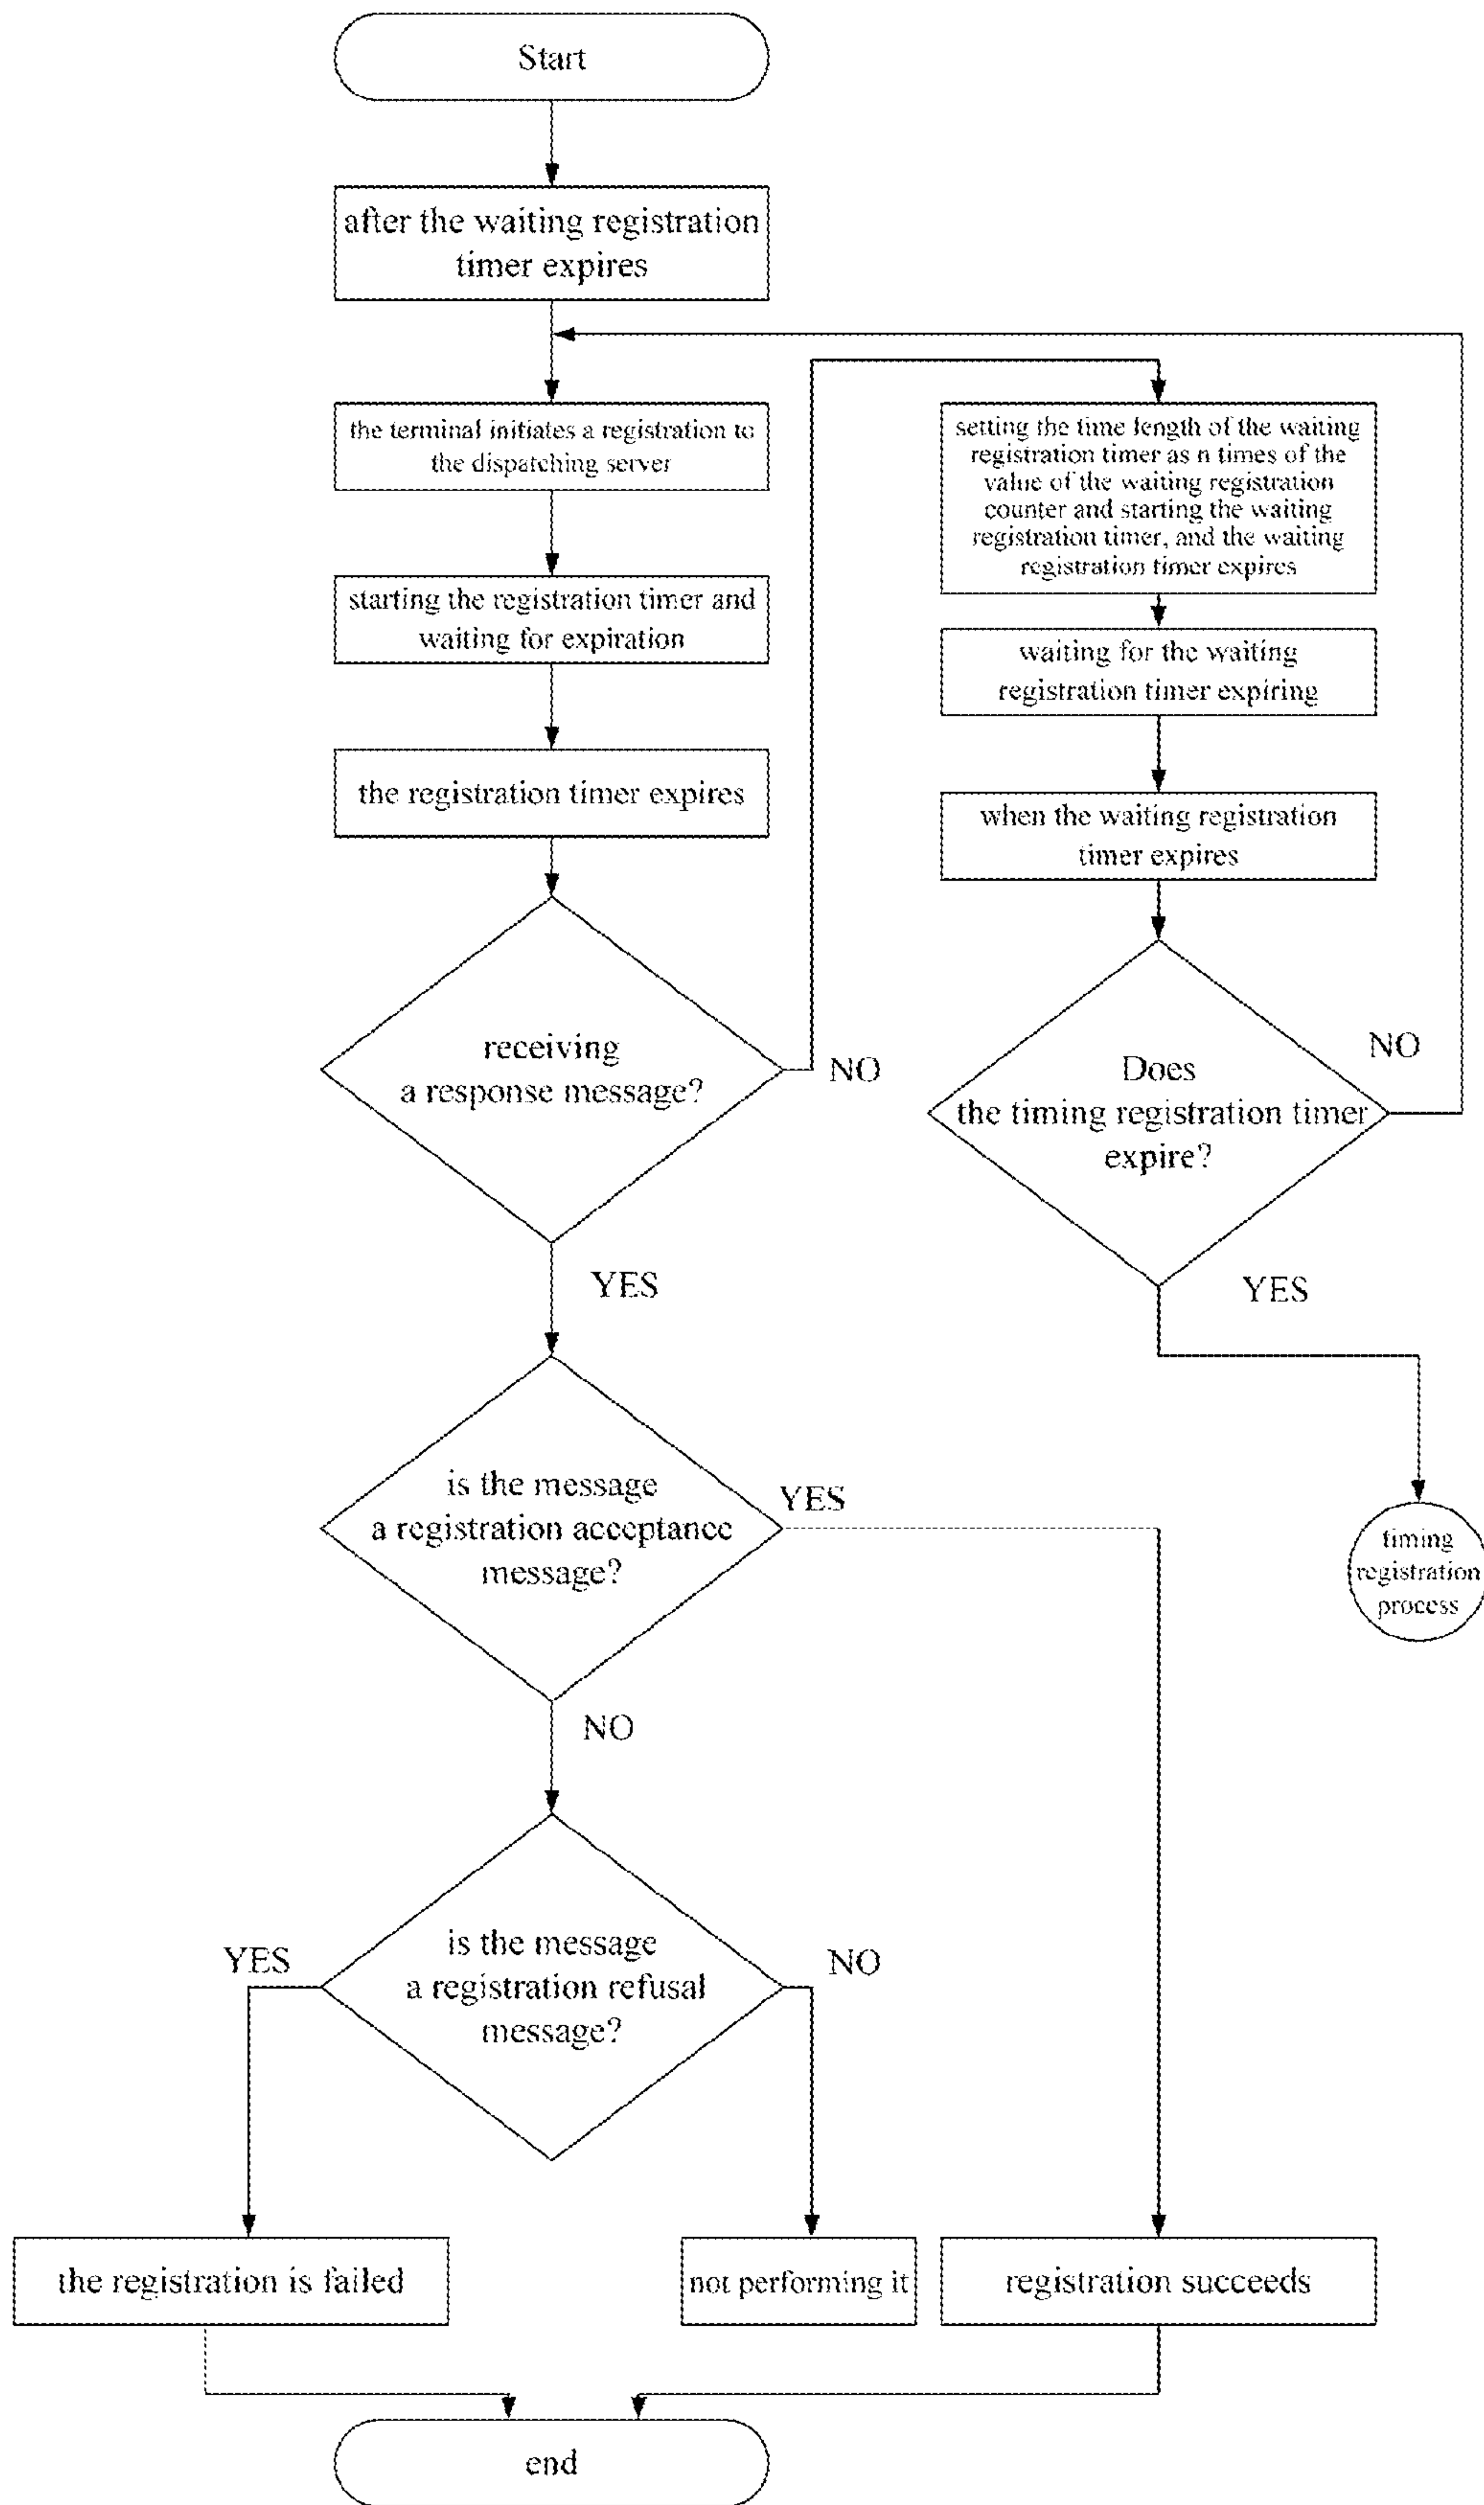 Start
after the waiting registration
timer expires
the terminal initiates a registration to
the dispatching server
starting the registration timer and
waiting for expiration
the registration timer expires
receiving
a response message?
NO
YES
setting the time length of the waiting
registration timer as n times of the
value of the waiting registration
counter and starting the waiting
registration timer, and the waiting
registration timer expires
waiting for the waiting
registration timer expiring
when the waiting registration
timer expires
Does
the timing registration timer
expire?
NO
YES
timing
registration
process
is the message
a registration acceptance
message?
YES
NO
is the message
a registration refusal
message?
YES
NO
the registration is failed
not performing it
registration succeeds
end